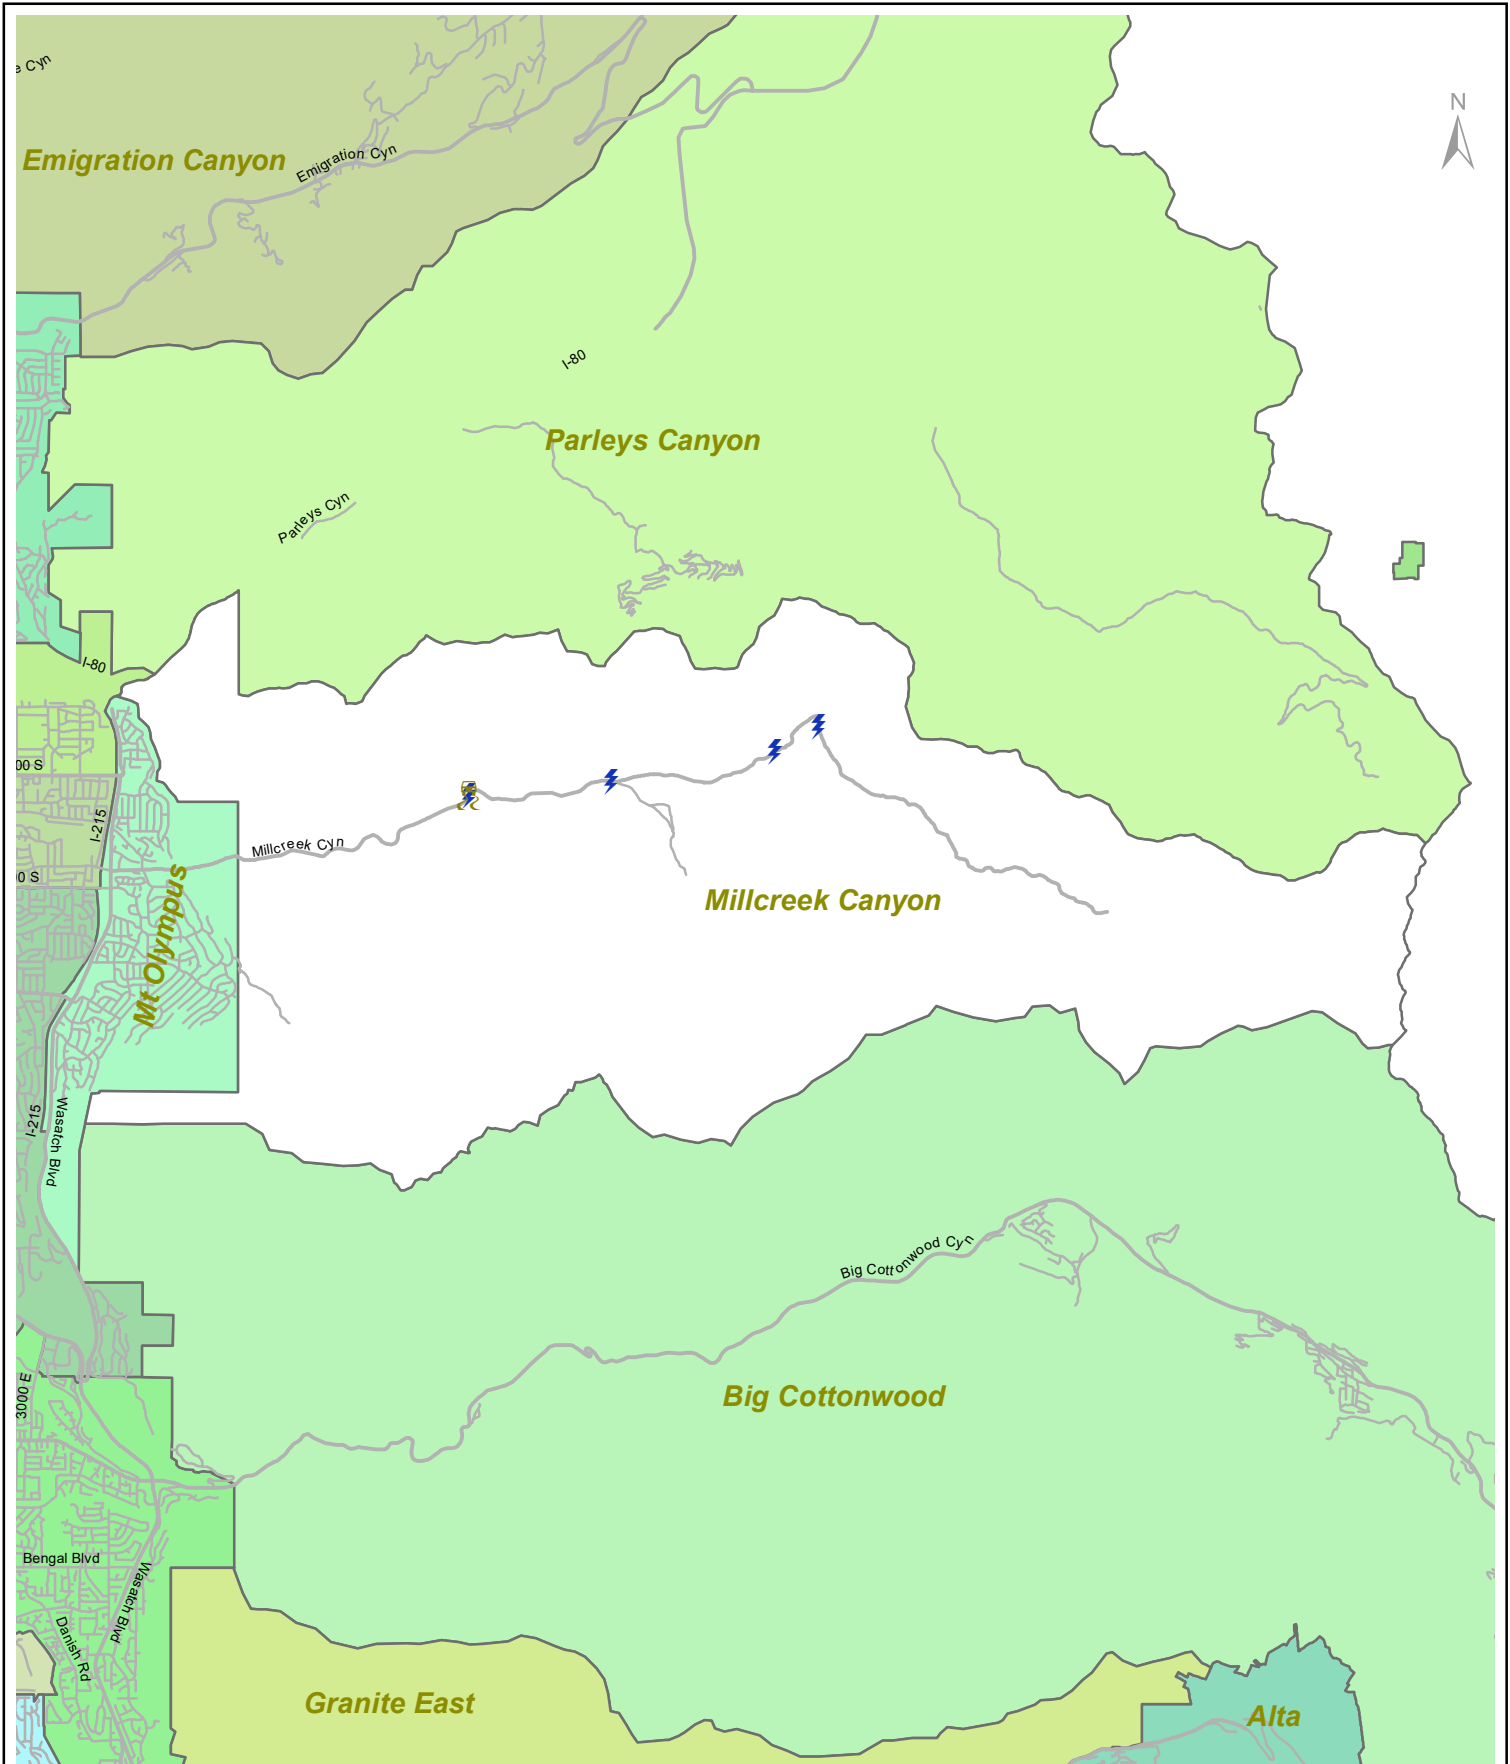 e Cyn
N
Emigration Canyon
Emigration Cyn
I-80
Parleys Canyon
Parleys Cyn
I-80
00 S
I-215
Millcreek Cyn
00 S
Millcreek Canyon
Mt Olympus
I-215
Wasatch Blvd
Big Cottonwood Cyn
3000 E
Big Cottonwood
Bengal Blvd
Wasatch Blvd
Danish Rd
Granite East
Alta